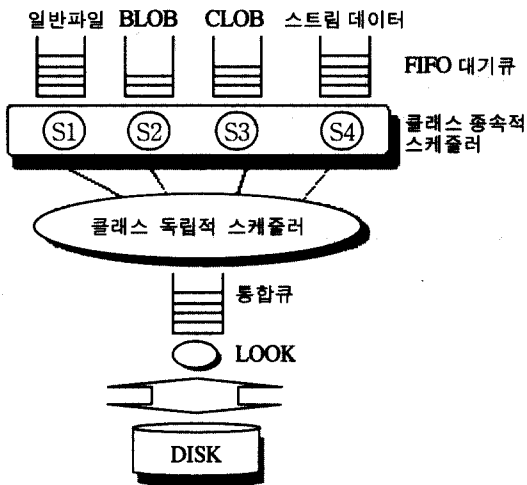 일반파일 BLOB CLOB 스트림 데이터
FIFO 대기큐
S1 S2 S3 S4
클래스 종속적
스케줄러
클래스 독립적 스케줄러
통합큐
LOOK
DISK